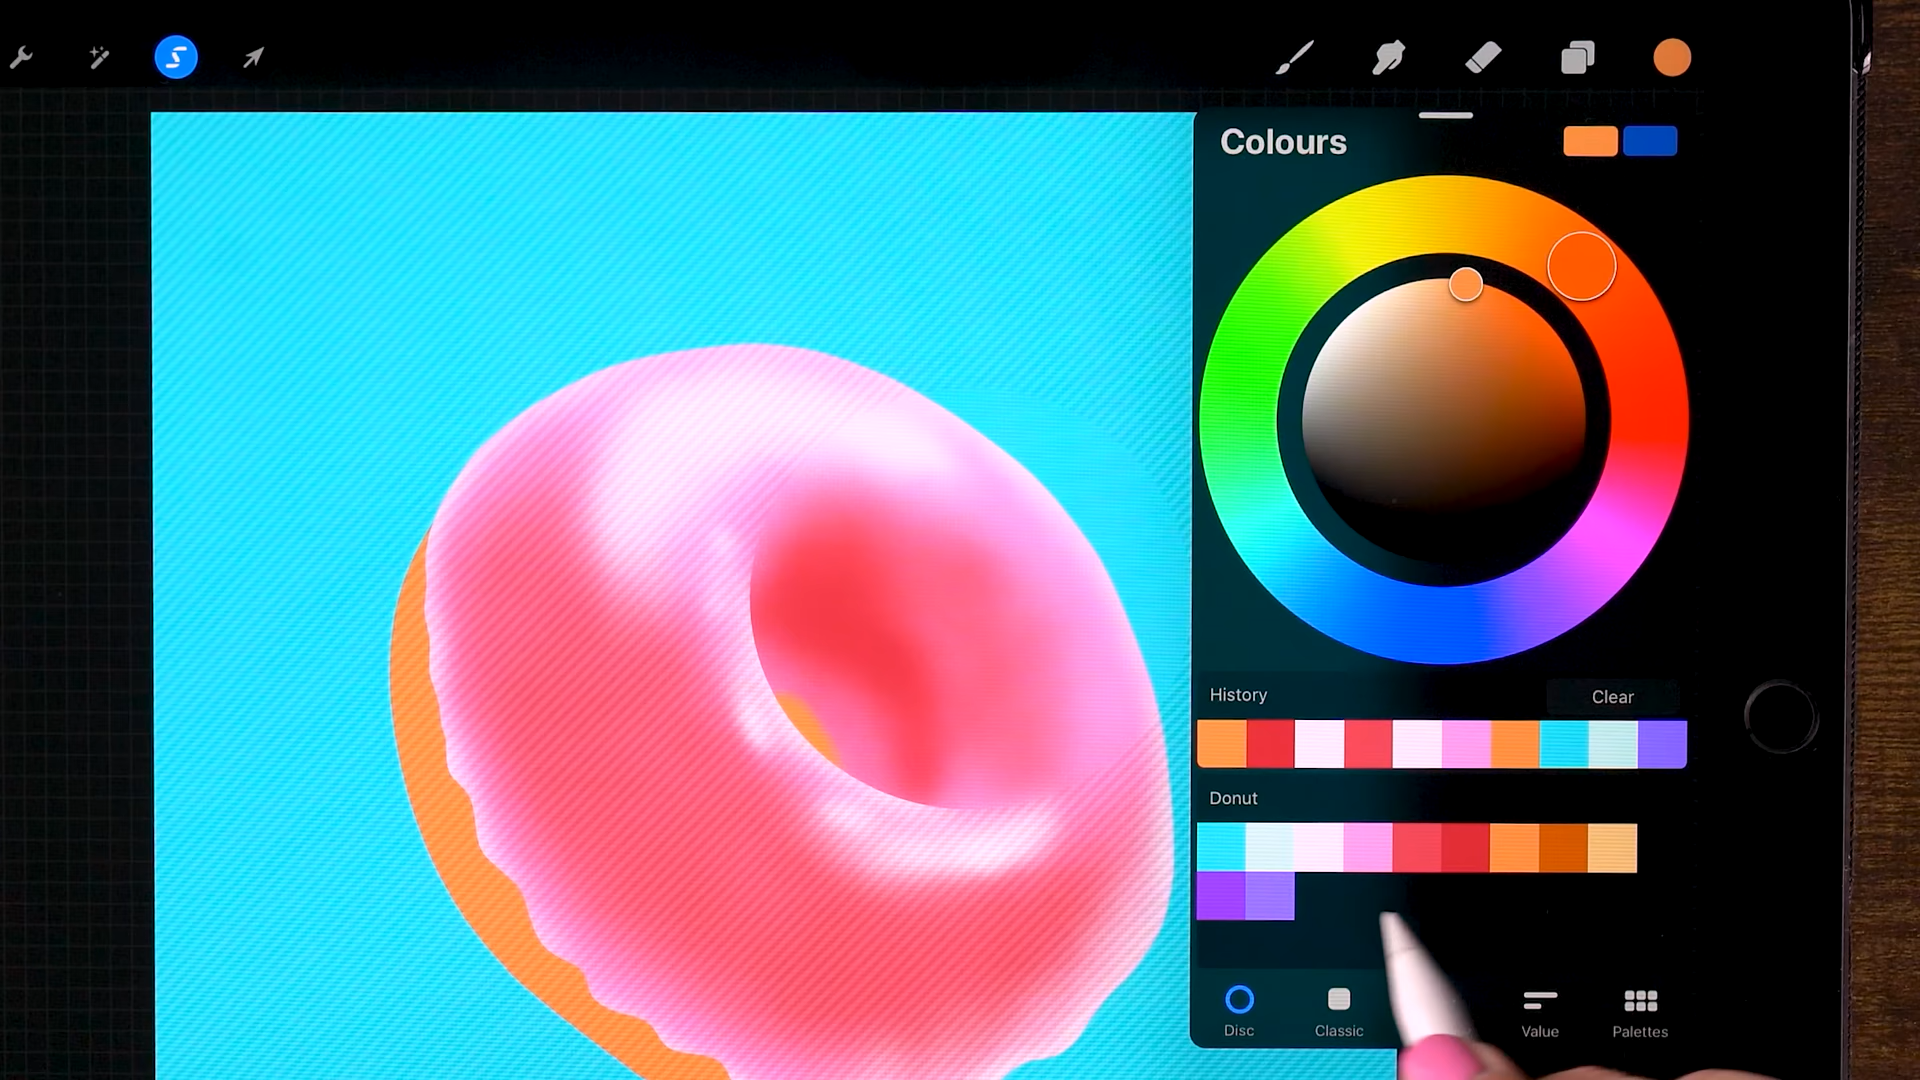 Colours
History
Clear
Donut
Disc
Classic
Value
Palettes